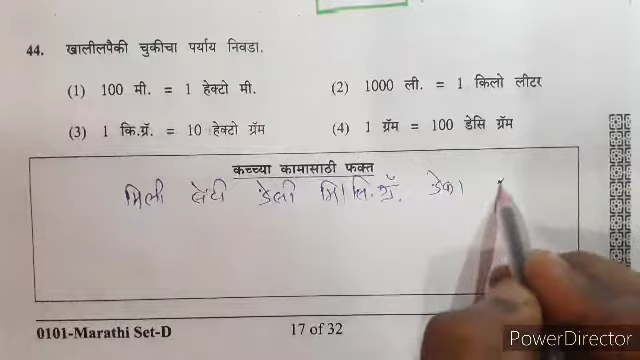 44. खालीलपैकी चुकीचा पर्याय निवडा.
(1) 100 मी. = 1 हेक्टो मी. (2) 1000 ली. = 1 किलो लीटर
(3) 1 कि.ग्रॅ. = 10 हेक्टो ग्रॅम (4) 1 ग्रॅम = 100 डेसि ग्रॅम
कच्च्या कामासाठी फक्त
मिली सेंटी डेसी मी। लि. ग्रॅ. डेका
0101-Marathi Set-D 17 of 32
PowerDirector